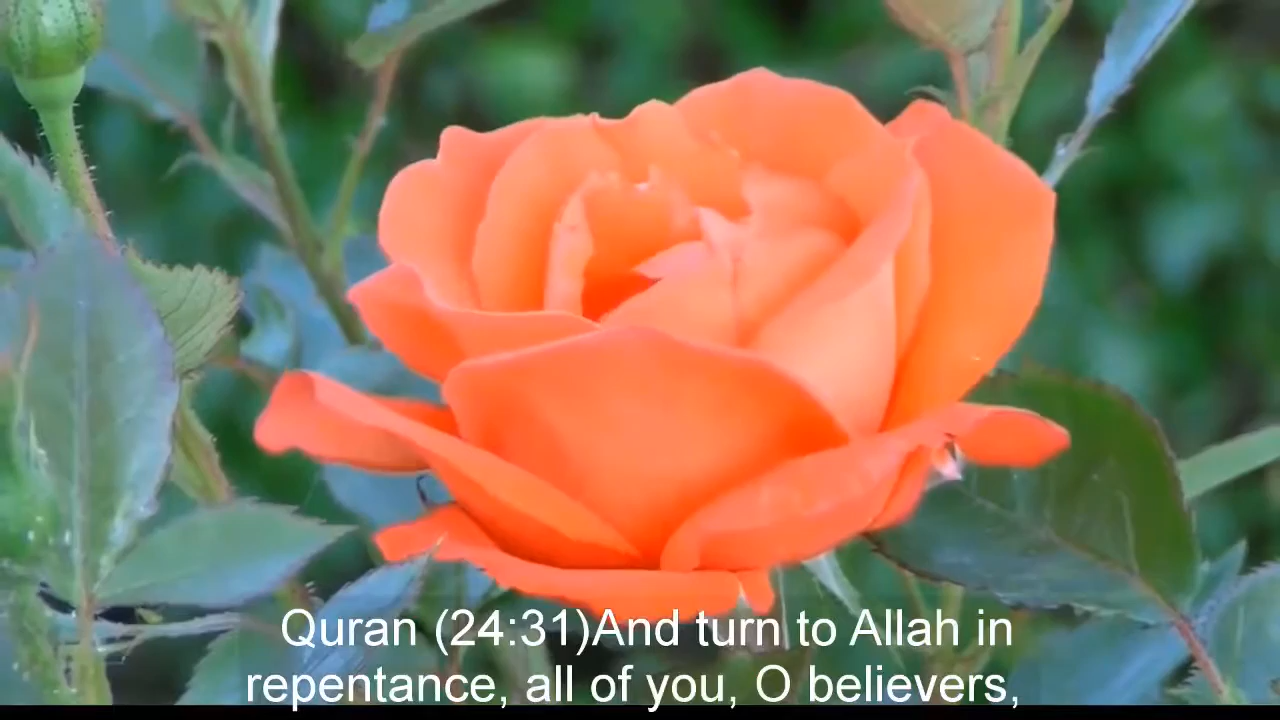 Quran (24:31)And turn to Allah in
repentance, all of you, O believers,